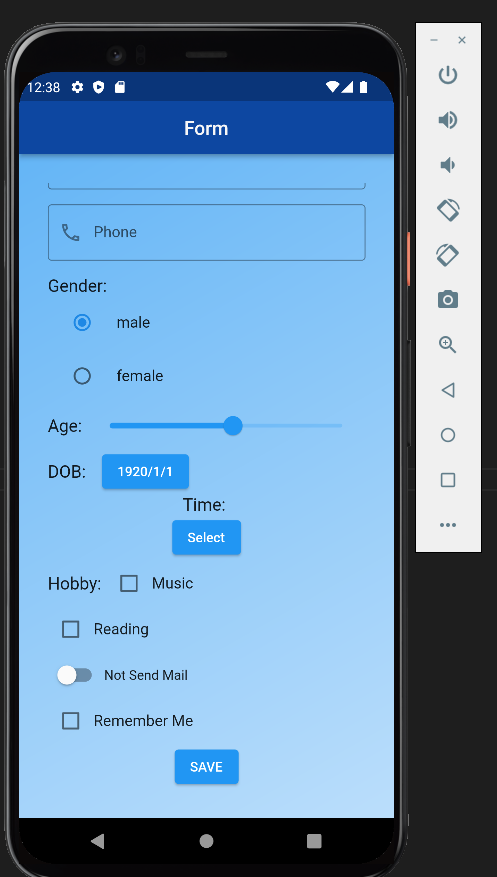 12:38
Form
Phone
Gender:
male
female
Age:
DOB: 1920/1/1
Time:
Select
Hobby: Music
Reading
Not Send Mail
Remember Me
SAVE